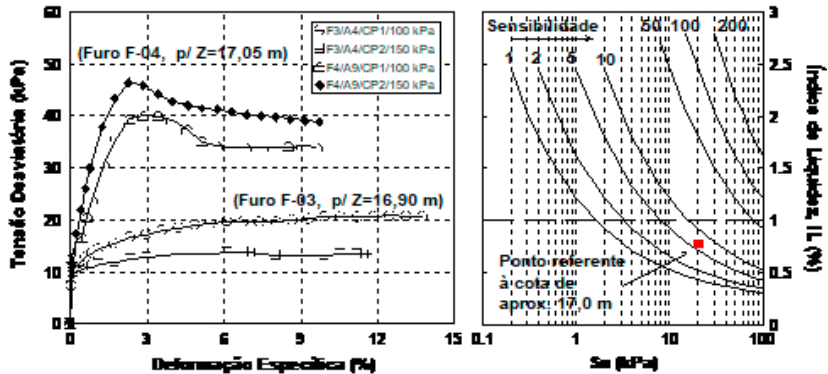 60
50
40
30
20
10
0
Tensão Desviatória (kPa)
(Furo F-04, p/ Z=17,05 m)
F3/A4/CP1/100 kPa
F3/A4/CP2/150 kPa
F4/A9/CP1/100 kPa
F4/A9/CP2/150 kPa
(Furo F-03, p/ Z=16,90 m)
0 3 6 9 12 15
Deformação Específica (%)
Sensibilidade
50 100 200
1 2 5 10
Ponto referente
à cota de
aprox. 17,0 m
0.1 1 10 100
Su (kPa)
3
2.5
2
1.5
1
0.5
0
Índice de Liquidez, IL (%)